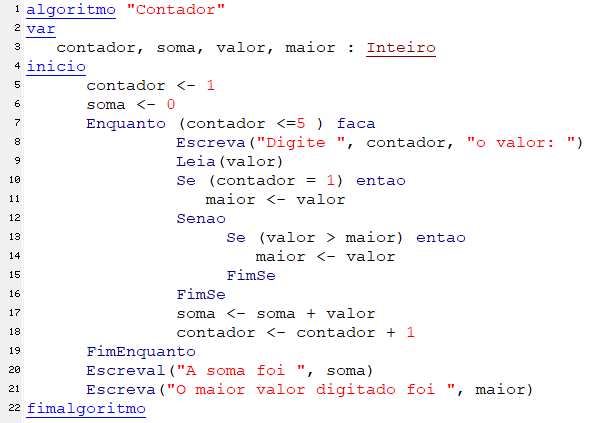 1 algoritmo "Contador"
2 var
3 contador, soma, valor, maior : Inteiro
4 inicio
5 contador <- 1
6 soma <- 0
7 Enquanto (contador <=5 ) faca
8 Escreva("Digite ", contador, "o valor: ")
9 Leia(valor)
10 Se (contador = 1) entao
11 maior <- valor
12 Senao
13 Se (valor > maior) entao
14 maior <- valor
15 FimSe
16 FimSe
17 soma <- soma + valor
18 contador <- contador + 1
19 FimEnquanto
20 Escreval("A soma foi ", soma)
21 Escreva("O maior valor digitado foi ", maior)
22 fimalgoritmo